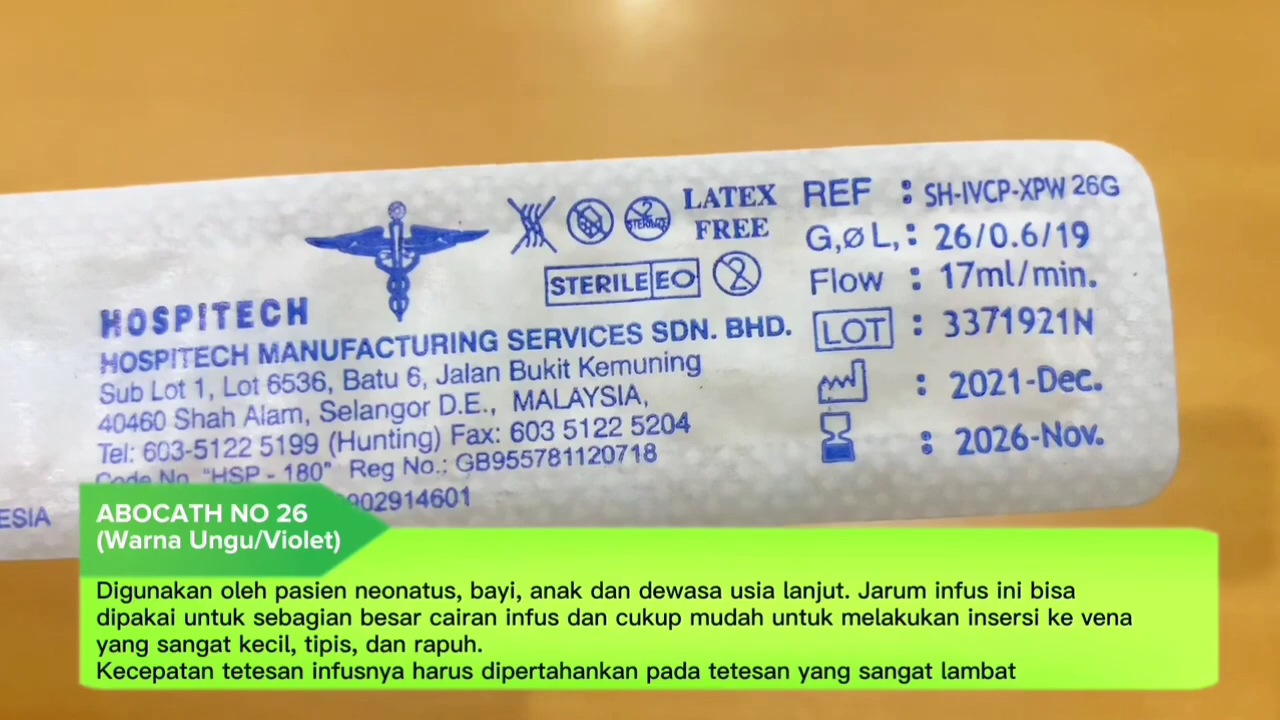 LATEX
FREE
STERILE EO
HOSPITECH
HOSPITECH MANUFACTURING SERVICES SDN. BHD.
Sub Lot 1, Lot 6536, Batu 6, Jalan Bukit Kemuning
40460 Shah Alam, Selangor D.E., MALAYSIA,
Tel: 603-5122 5199 (Hunting) Fax: 603 5122 5204
Code No. "HSP - 180" Reg No.: GB955781120718
902914601
ESIA
REF : SH-IVCP-XPW 26G
G,ø L,: 26/0.6/19
Flow : 17ml/min.
LOT : 3371921N
: 2021-Dec.
: 2026-Nov.
ABOCATH NO 26
(Warna Ungu/Violet)
Digunakan oleh pasien neonatus, bayi, anak dan dewasa usia lanjut. Jarum infus ini bisa
dipakai untuk sebagian besar cairan infus dan cukup mudah untuk melakukan insersi ke vena
yang sangat kecil, tipis, dan rapuh.
Kecepatan tetesan infusnya harus dipertahankan pada tetesan yang sangat lambat